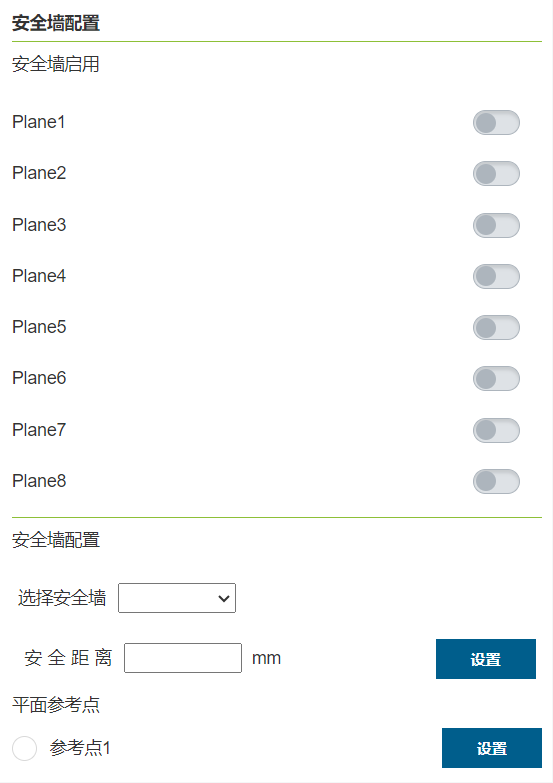 安全墙配置
安全墙启用
Plane1
Plane2
Plane3
Plane4
Plane5
Plane6
Plane7
Plane8
安全墙配置
选择安全墙
安 全 距 离 mm 设置
平面参考点
参考点1 设置